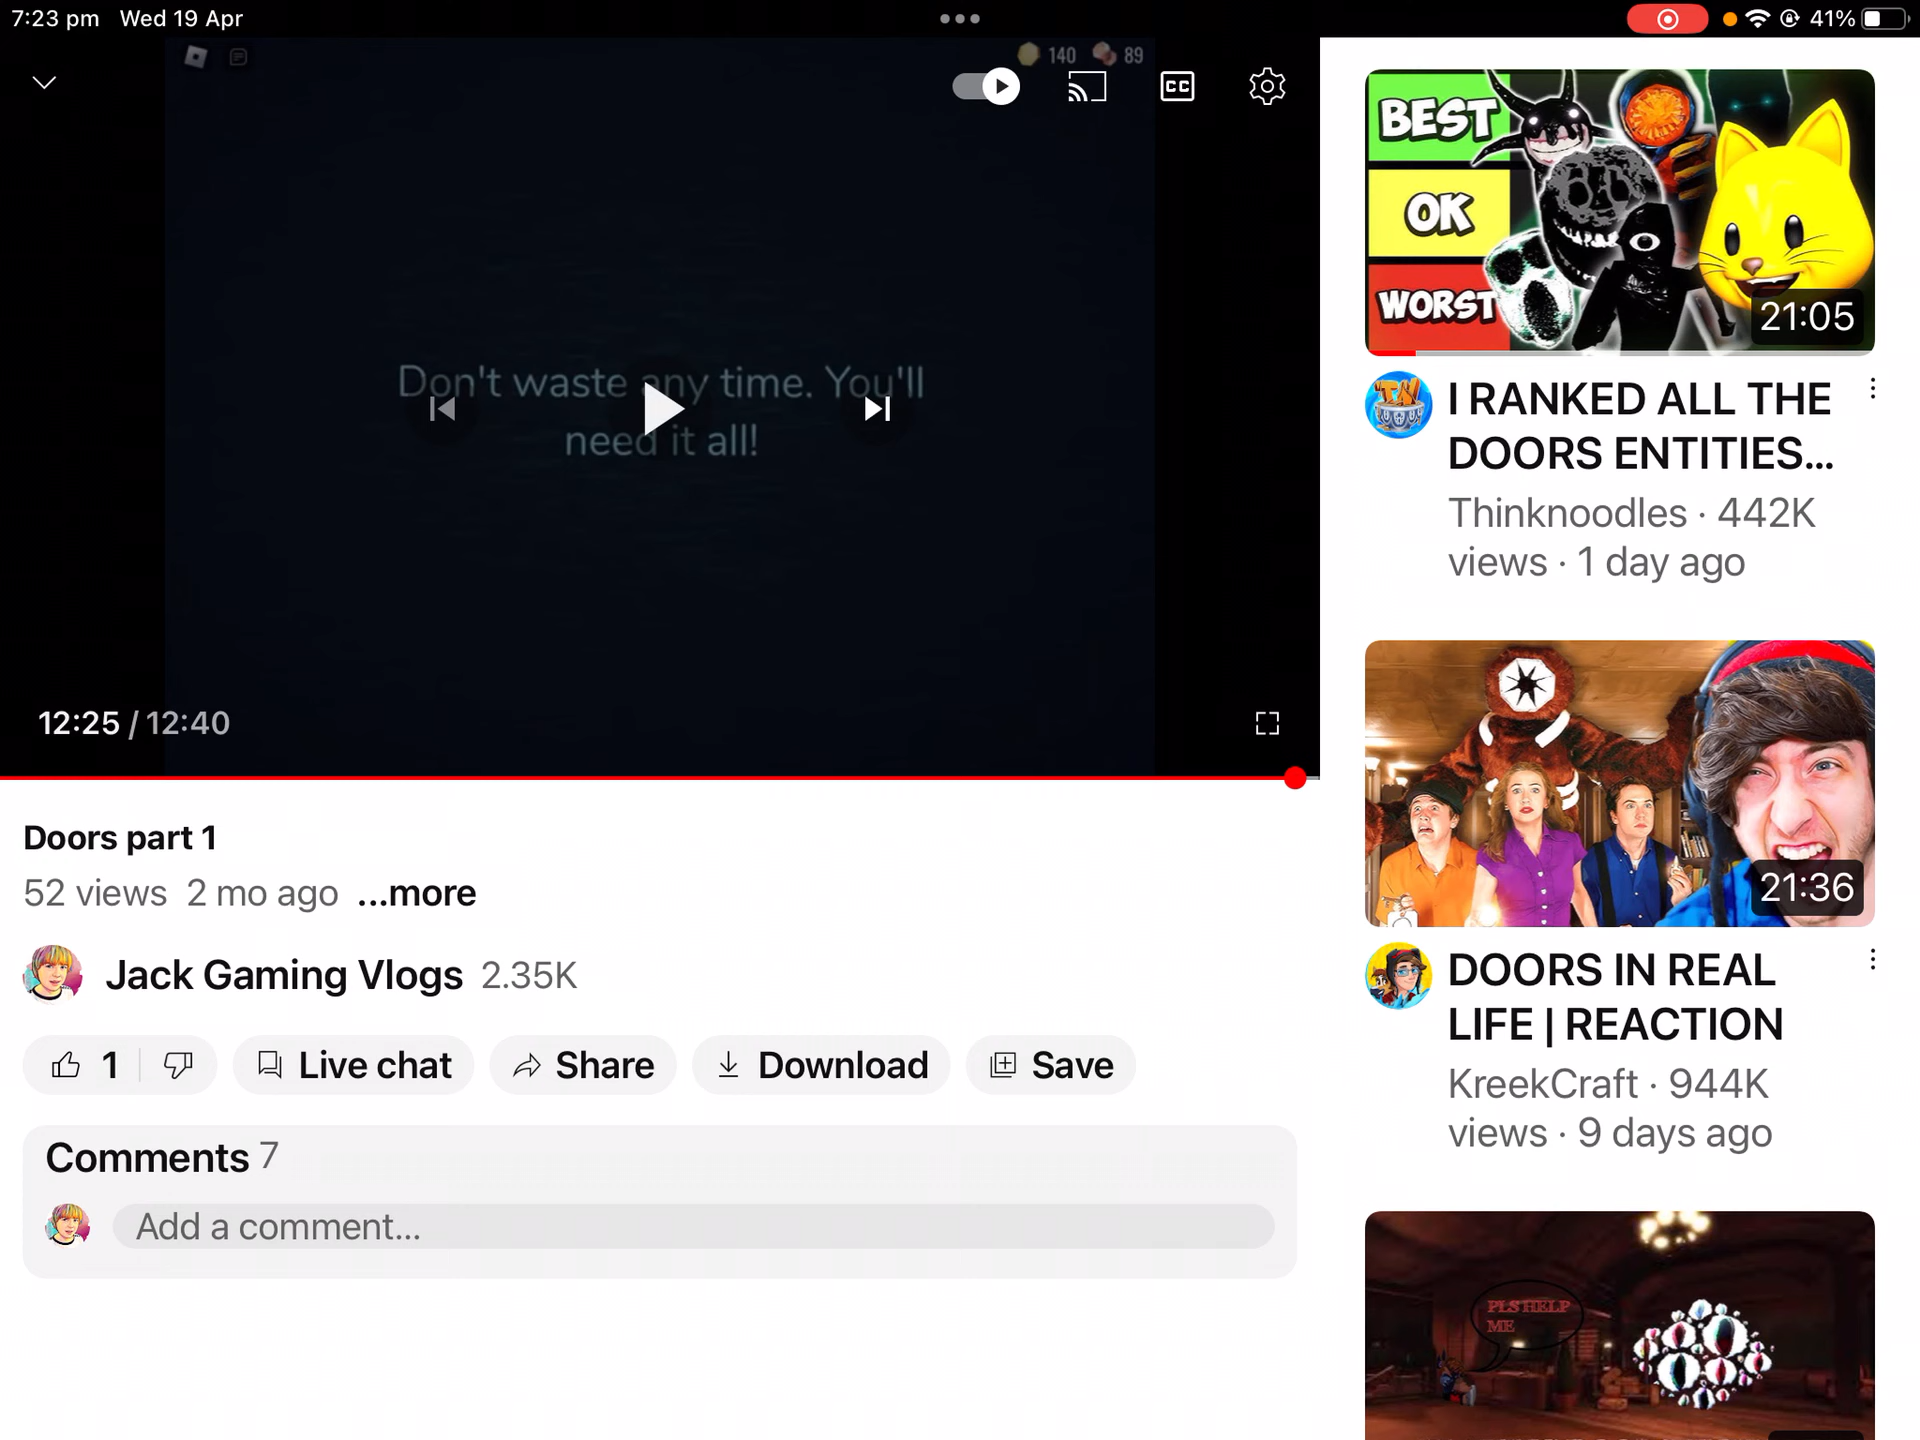 7:23 pm Wed 19 Apr
41%
140 89
CC
Don't waste any time. You'll
need it all!
12:25 / 12:40
Doors part 1
52 views 2 mo ago ...more
Jack Gaming Vlogs 2.35K
1
Live chat
Share
Download
Save
Comments 7
Add a comment...
BEST
OK
WORST
21:05
I RANKED ALL THE
DOORS ENTITIES...
Thinknoodles · 442K
views · 1 day ago
21:36
DOORS IN REAL
LIFE | REACTION
KreekCraft · 944K
views · 9 days ago
PLS HELP
ME